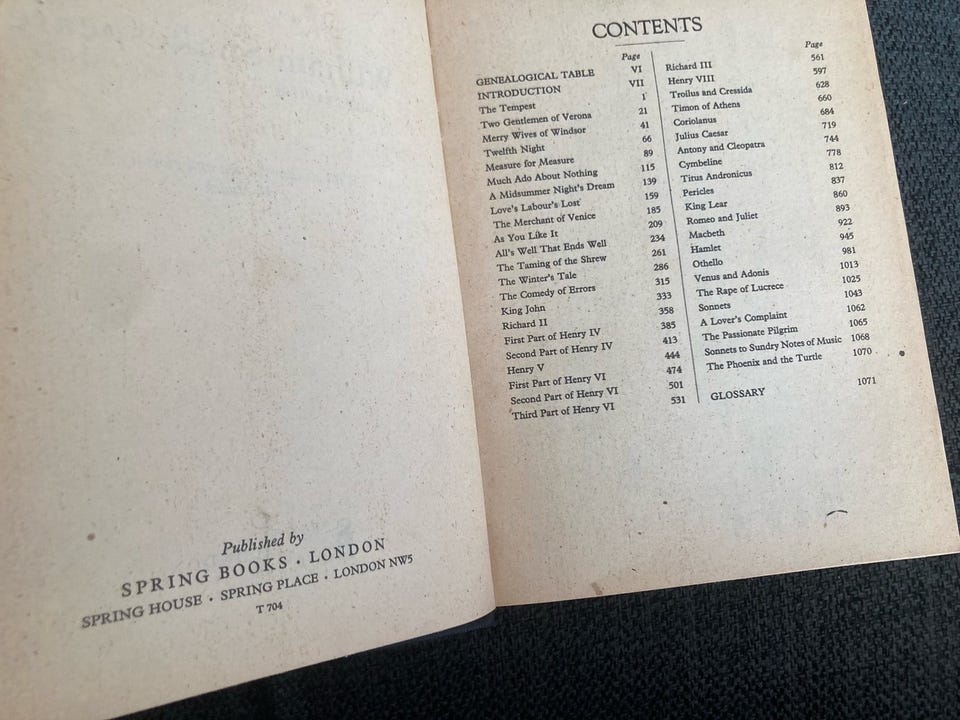 Published by
SPRING BOOKS · LONDON
SPRING HOUSE · SPRING PLACE · LONDON NW5
T 704
CONTENTS
Page
GENEALOGICAL TABLE VI
INTRODUCTION VII
The Tempest 1
Two Gentlemen of Verona 21
Merry Wives of Windsor 41
Twelfth Night 66
Measure for Measure 89
Much Ado About Nothing 115
A Midsummer Night's Dream 139
Love's Labour's Lost 159
The Merchant of Venice 185
As You Like It 209
All's Well That Ends Well 234
The Taming of the Shrew 261
The Winter's Tale 286
The Comedy of Errors 315
King John 333
Richard II 358
First Part of Henry IV 385
Second Part of Henry IV 413
Henry V 444
First Part of Henry VI 474
Second Part of Henry VI 501
Third Part of Henry VI 531
Page
Richard III 561
Henry VIII 597
Troilus and Cressida 628
Timon of Athens 660
Coriolanus 684
Julius Caesar 719
Antony and Cleopatra 744
Cymbeline 778
Titus Andronicus 812
Pericles 837
King Lear 860
Romeo and Juliet 893
Macbeth 922
Hamlet 945
Othello 981
Venus and Adonis 1013
The Rape of Lucrece 1025
Sonnets 1043
A Lover's Complaint 1062
The Passionate Pilgrim 1065
Sonnets to Sundry Notes of Music 1068
The Phoenix and the Turtle 1070
GLOSSARY 1071